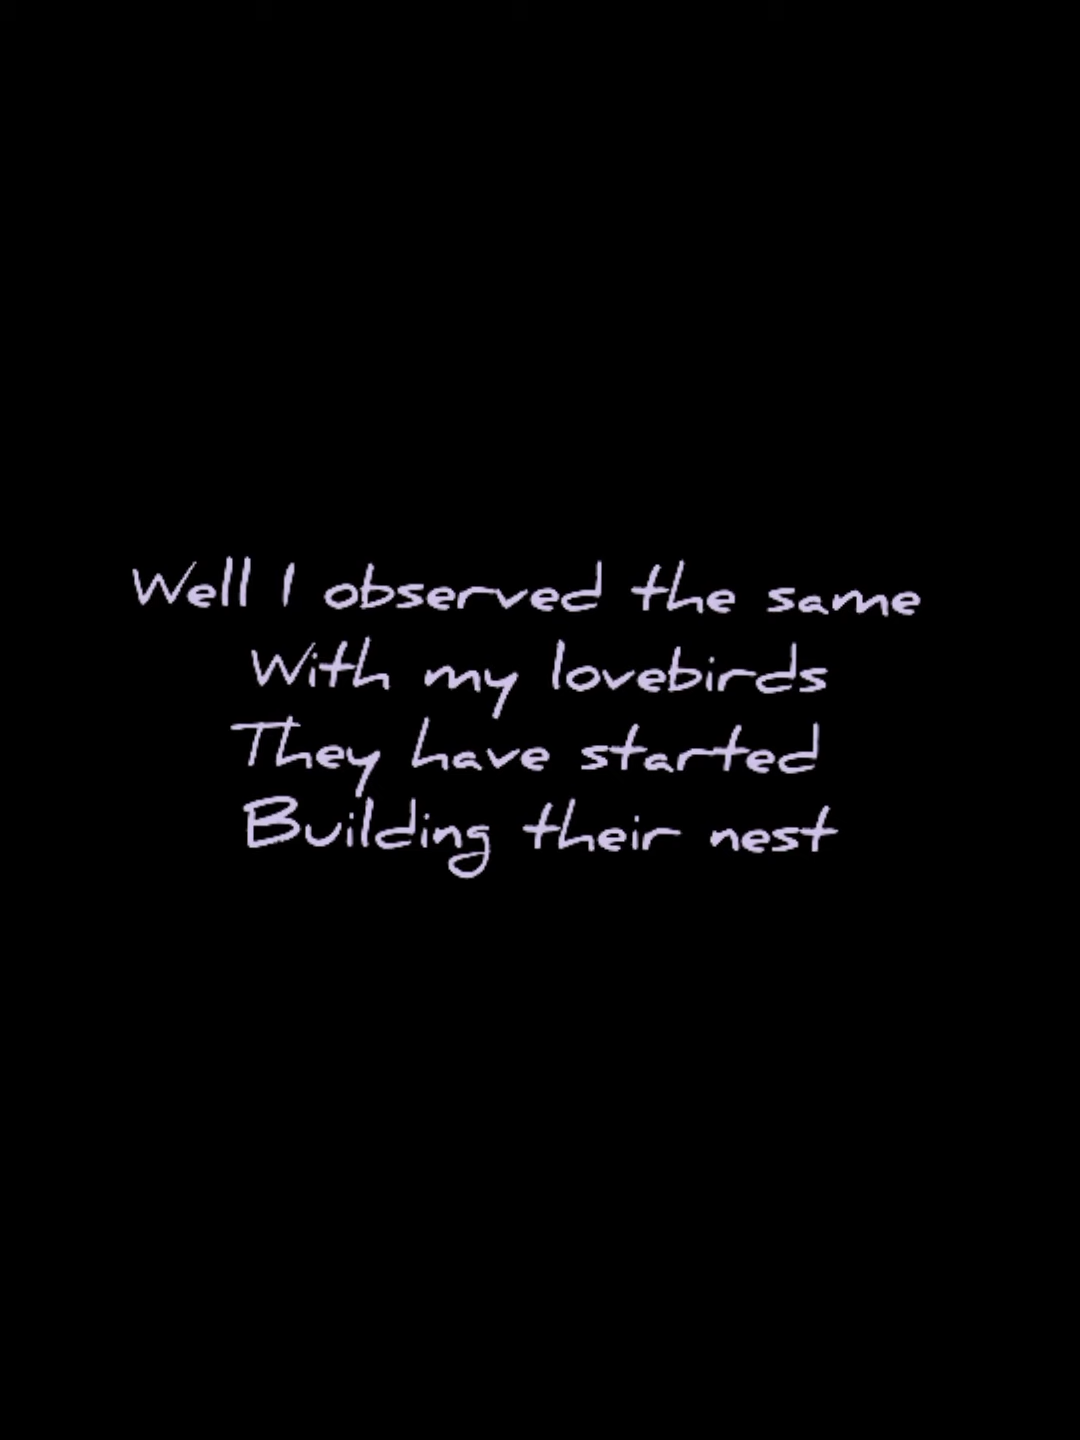 Well I observed the same
With my lovebirds
They have started
Building their nest